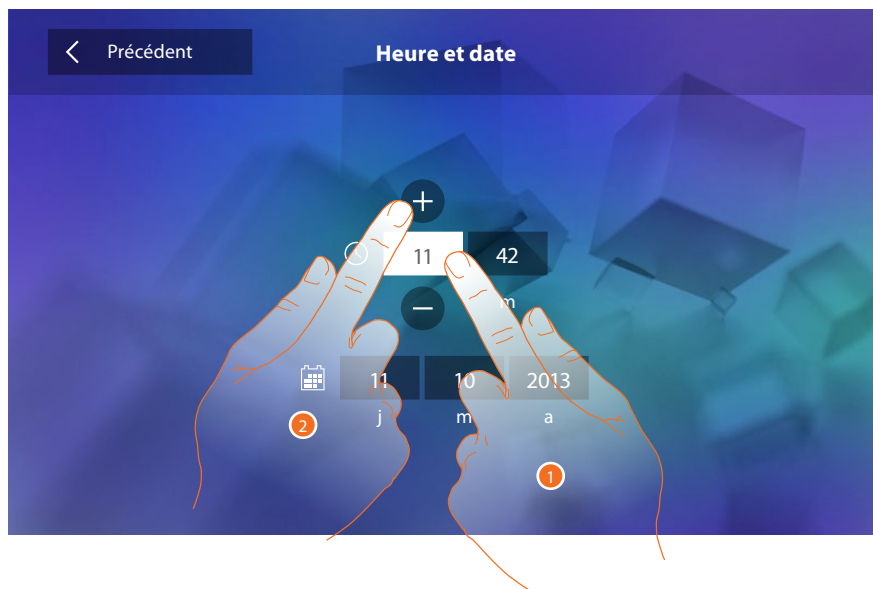 Précédent
Heure et date
+
11 42
−
m
11 10 2013
j m a
2
1